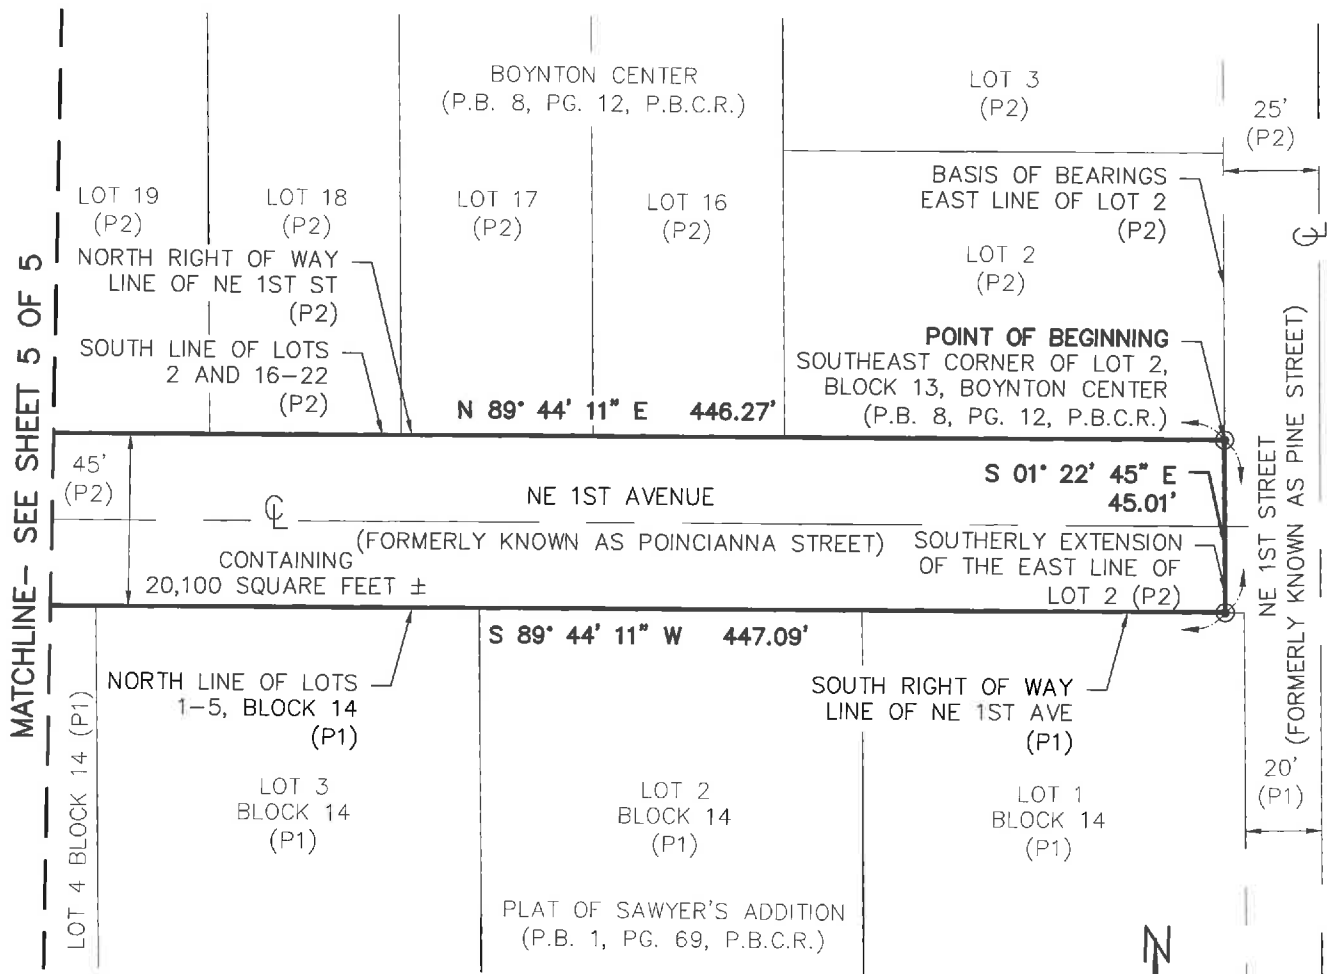 BOYNTON CENTER
(P.B. 8, PG. 12, P.B.C.R.)
LOT 3
(P2)
25'
(P2)
LOT 19
(P2)
LOT 18
(P2)
LOT 17
(P2)
LOT 16
(P2)
BASIS OF BEARINGS
EAST LINE OF LOT 2
(P2)
LOT 2
(P2)
CL
NORTH RIGHT OF WAY
LINE OF NE 1ST ST
(P2)
SOUTH LINE OF LOTS
2 AND 16-22
(P2)
POINT OF BEGINNING
SOUTHEAST CORNER OF LOT 2,
BLOCK 13, BOYNTON CENTER
(P.B. 8, PG. 12, P.B.C.R.)
N 89° 44' 11" E 446.27'
MATCHLINE- SEE SHEET 5 OF 5
45'
(P2)
CL
NE 1ST AVENUE
(FORMERLY KNOWN AS POINCIANNA STREET)
CONTAINING
20,100 SQUARE FEET ±
S 01° 22' 45" E
45.01'
SOUTHERLY EXTENSION
OF THE EAST LINE OF
LOT 2 (P2)
NE 1ST STREET
(FORMERLY KNOWN AS PINE STREET)
S 89° 44' 11" W 447.09'
NORTH LINE OF LOTS
1-5, BLOCK 14
(P1)
SOUTH RIGHT OF WAY
LINE OF NE 1ST AVE
(P1)
LOT 4 BLOCK 14 (P1)
LOT 3
BLOCK 14
(P1)
LOT 2
BLOCK 14
(P1)
LOT 1
BLOCK 14
(P1)
20'
(P1)
PLAT OF SAWYER'S ADDITION
(P.B. 1, PG. 69, P.B.C.R.)
N